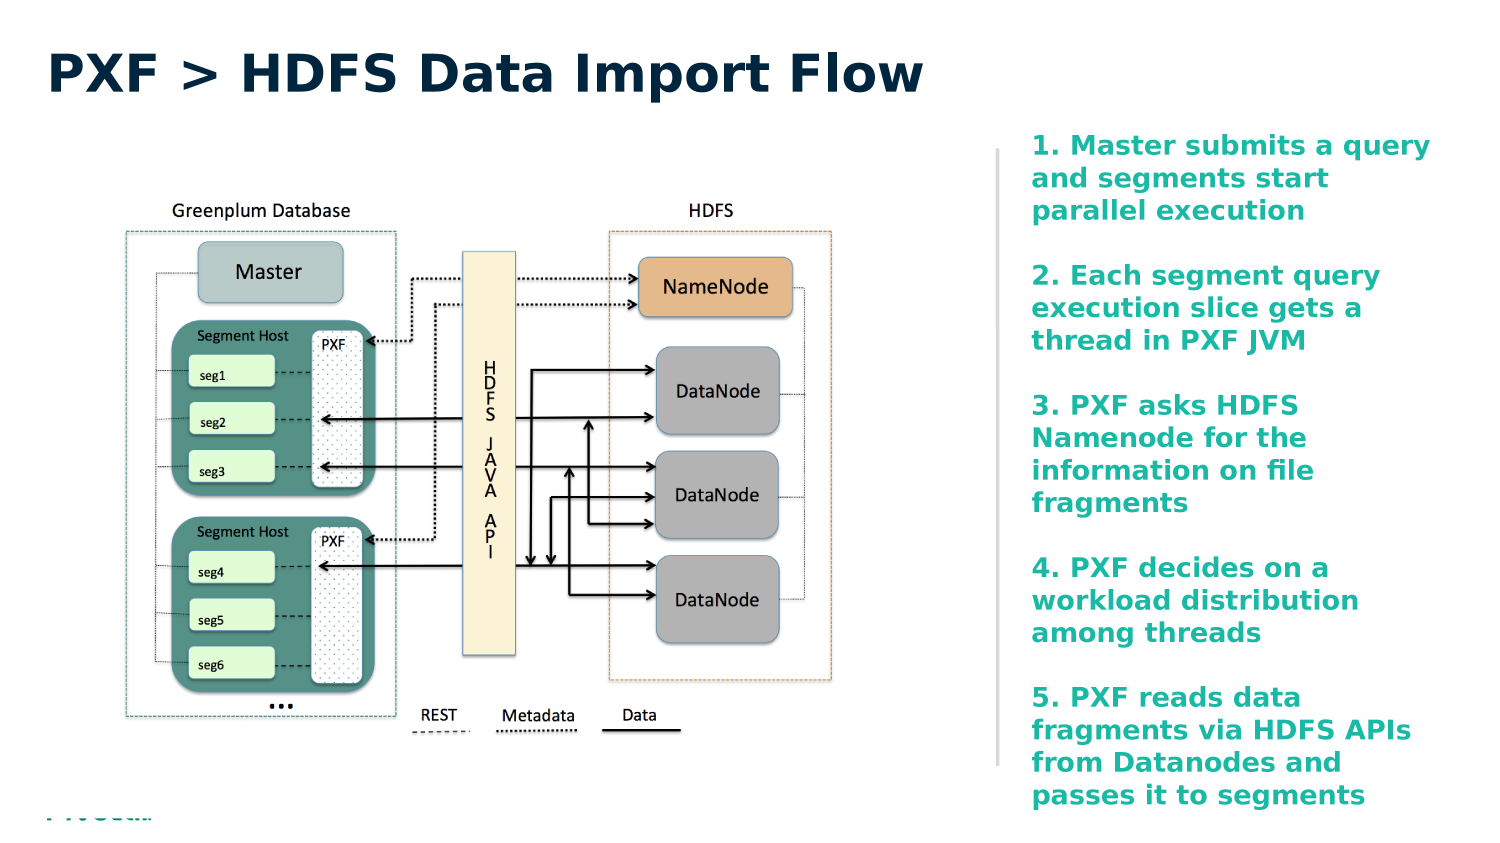 PXF > HDFS Data Import Flow
Greenplum Database
HDFS
Master
NameNode
Segment Host
PXF
seg1
seg2
seg3
Segment Host
PXF
seg4
seg5
seg6
...
HDFS JAVA API
DataNode
DataNode
DataNode
REST
Metadata
Data
1. Master submits a query
and segments start
parallel execution
2. Each segment query
execution slice gets a
thread in PXF JVM
3. PXF asks HDFS
Namenode for the
information on file
fragments
4. PXF decides on a
workload distribution
among threads
5. PXF reads data
fragments via HDFS APIs
from Datanodes and
passes it to segments